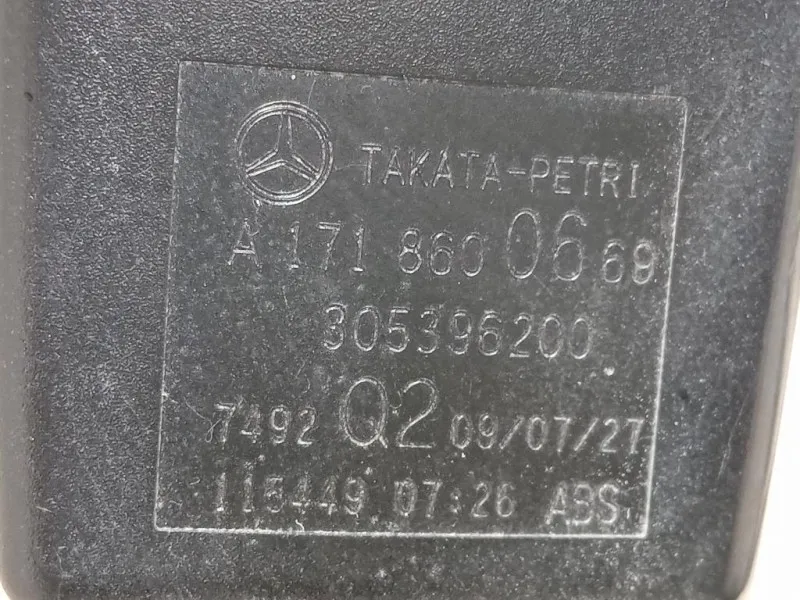 TAKATA-PETRI
A 171 860 06 69
305396200
7492 Q2 09/07/27
115449 07:26 ABS